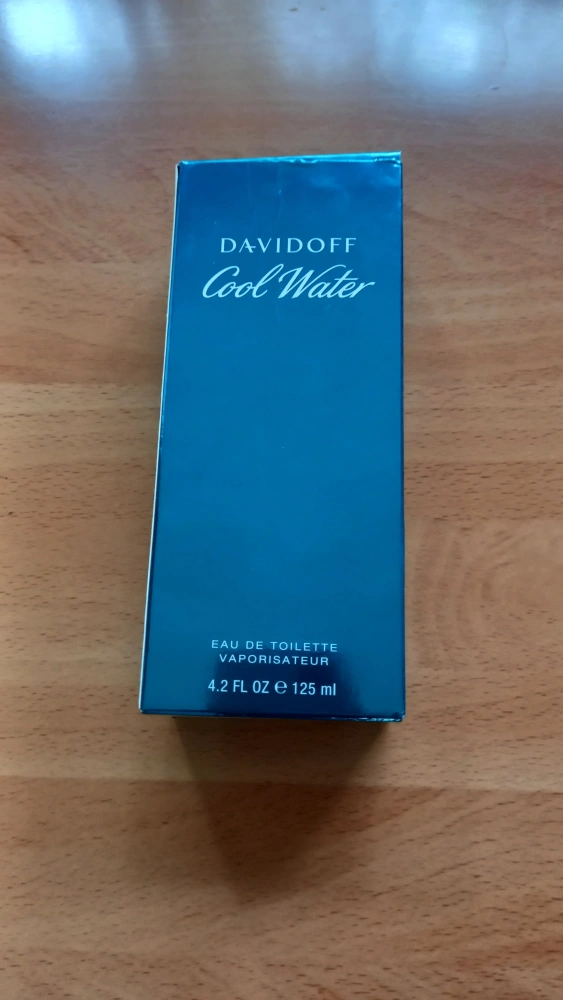 DAVIDOFF
Cool Water
EAU DE TOILETTE
VAPORISATEUR
4.2 FL OZ ℮ 125 ml